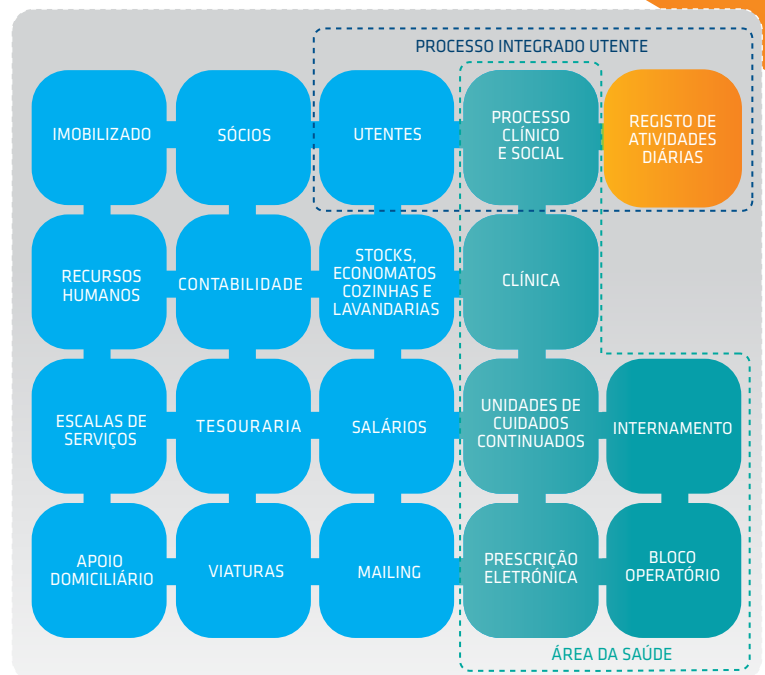 PROCESSO INTEGRADO UTENTE
IMOBILIZADO
SÓCIOS
UTENTES
PROCESSO
CLÍNICO
E SOCIAL
REGISTO DE
ATIVIDADES
DIÁRIAS
RECURSOS
HUMANOS
CONTABILIDADE
STOCKS,
ECONOMATOS
COZINHAS E
LAVANDARIAS
CLÍNICA
ESCALAS DE
SERVIÇOS
TESOURARIA
SALÁRIOS
UNIDADES DE
CUIDADOS
CONTINUADOS
INTERNAMENTO
APOIO
DOMICILIÁRIO
VIATURAS
MAILING
PRESCRIÇÃO
ELETRÓNICA
BLOCO
OPERATÓRIO
ÁREA DA SAÚDE